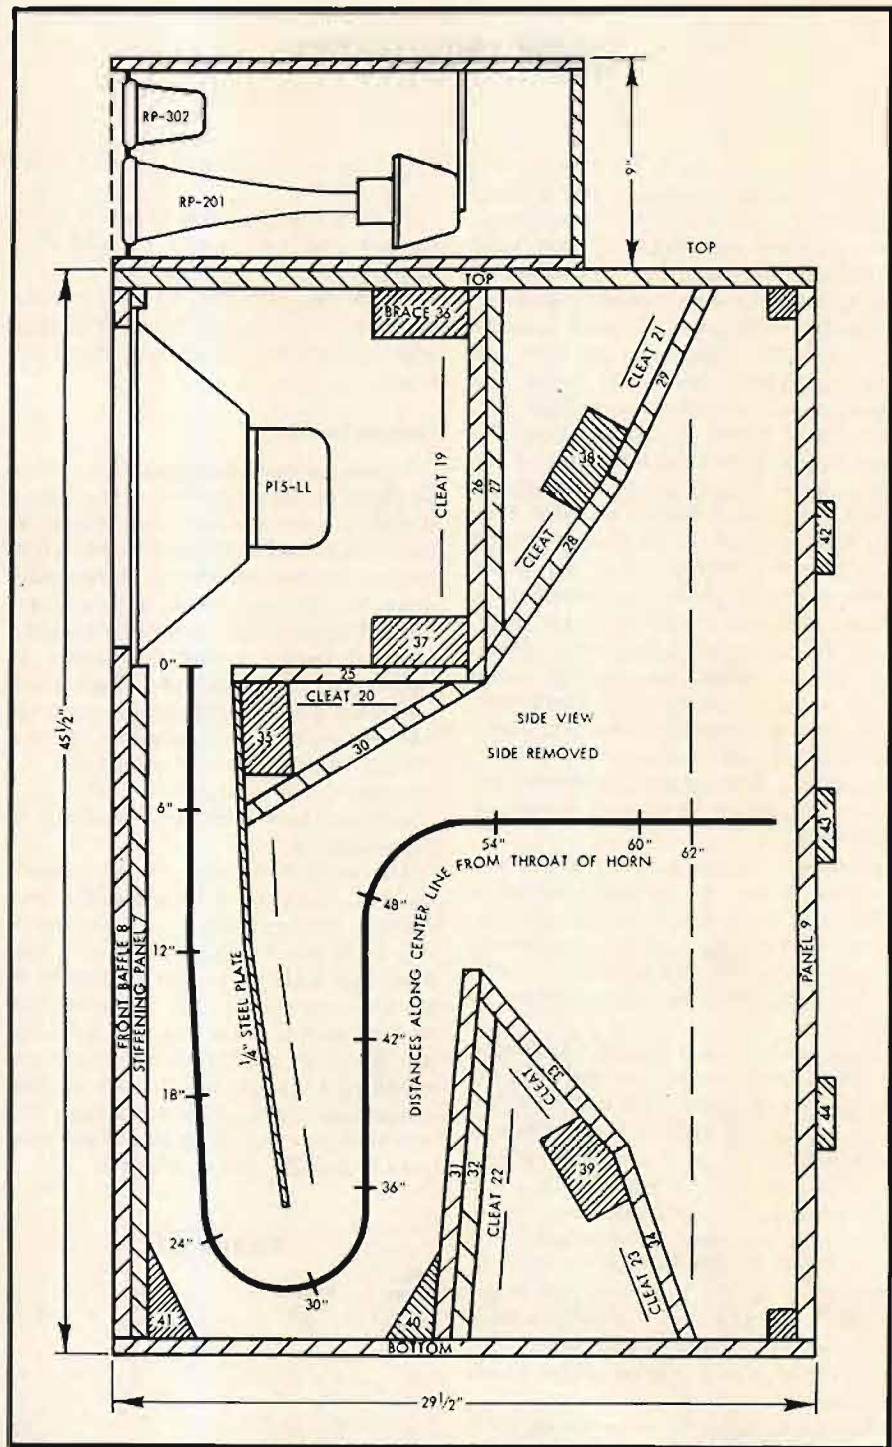 RP-302
RP-201
9"
TOP
TOP
BRACE 36
CLEAT 21
29
CLEAT 19
38
P15-LL
26
27
CLEAT
28
42
37
0"
25
CLEAT 20
35
30
SIDE VIEW
SIDE REMOVED
45 1/2"
6"
43
54"
60"
62"
DISTANCES ALONG CENTER LINE FROM THROAT OF HORN
48"
FRONT BAFFLE 8
STIFFENING PANEL 7
12"
1/4" STEEL PLATE
PANEL 9
42"
33
CLEAT
18"
44
31
32
39
36"
CLEAT 22
34
24"
CLEAT 23
30"
41
40
BOTTOM
29 1/2"